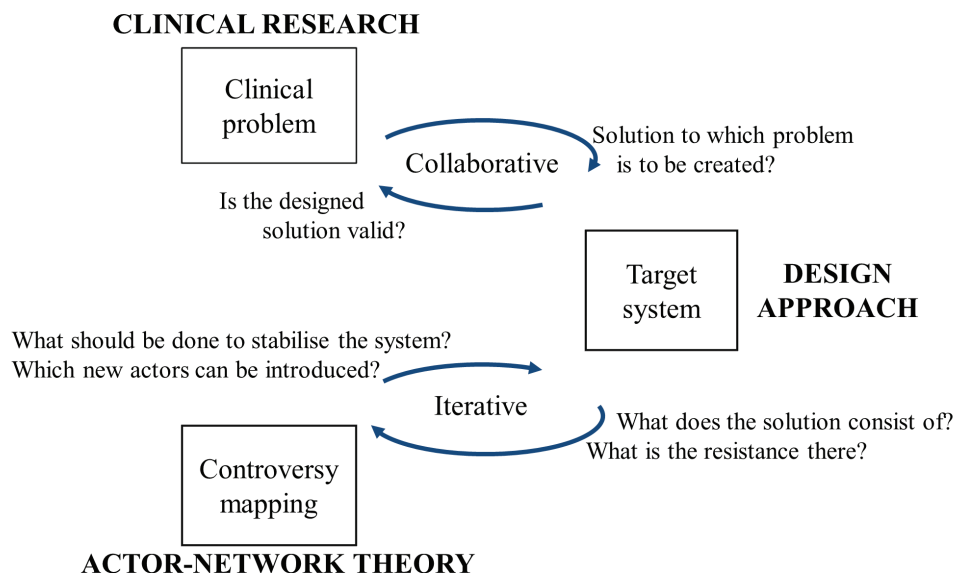 CLINICAL RESEARCH
Clinical
problem
Collaborative
Solution to which problem
is to be created?
Is the designed
solution valid?
Target
system
DESIGN
APPROACH
What should be done to stabilise the system?
Which new actors can be introduced?
Iterative
What does the solution consist of?
What is the resistance there?
Controversy
mapping
ACTOR-NETWORK THEORY